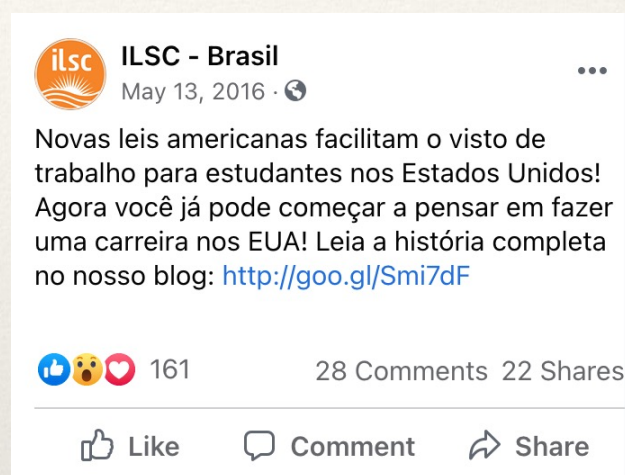 ilsc
ILSC - Brasil
May 13, 2016 ·
Novas leis americanas facilitam o visto de
trabalho para estudantes nos Estados Unidos!
Agora você já pode começar a pensar em fazer
uma carreira nos EUA! Leia a história completa
no nosso blog: http://goo.gl/Smi7dF
161 28 Comments 22 Shares
Like Comment Share